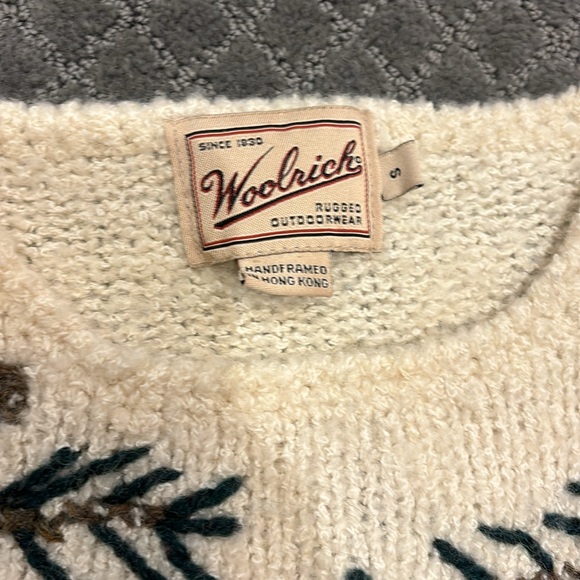 SINCE 1830
Woolrich
RUGGED
OUTDOORWEAR
S
HANDFRAMED
IN HONG KONG